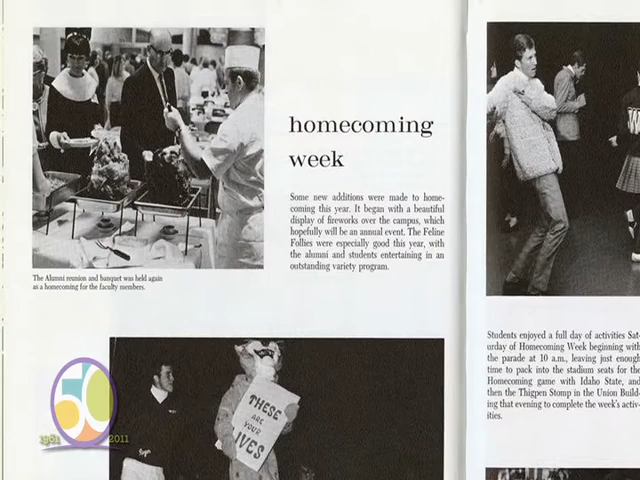 homecoming
week
Some new additions were made to home-
coming this year. It began with a beautiful
display of fireworks over the campus, which
hopefully will be an annual event. The Feline
Follies were especially good this year, with
the alumni and students entertaining in an
outstanding variety program.
The Alumni reunion and banquet was held again
as a homecoming for the faculty members.
THESE
ARE
YOUR
IVES
Roger
50
1961 2011
W
Students enjoyed a full day of activities Sat-
urday of Homecoming Week beginning with
the parade at 10 a.m., leaving just enough
time to pack into the stadium seats for the
Homecoming game with Idaho State, and
then the Thigpen Stomp in the Union Build-
ing that evening to complete the week's activ-
ities.